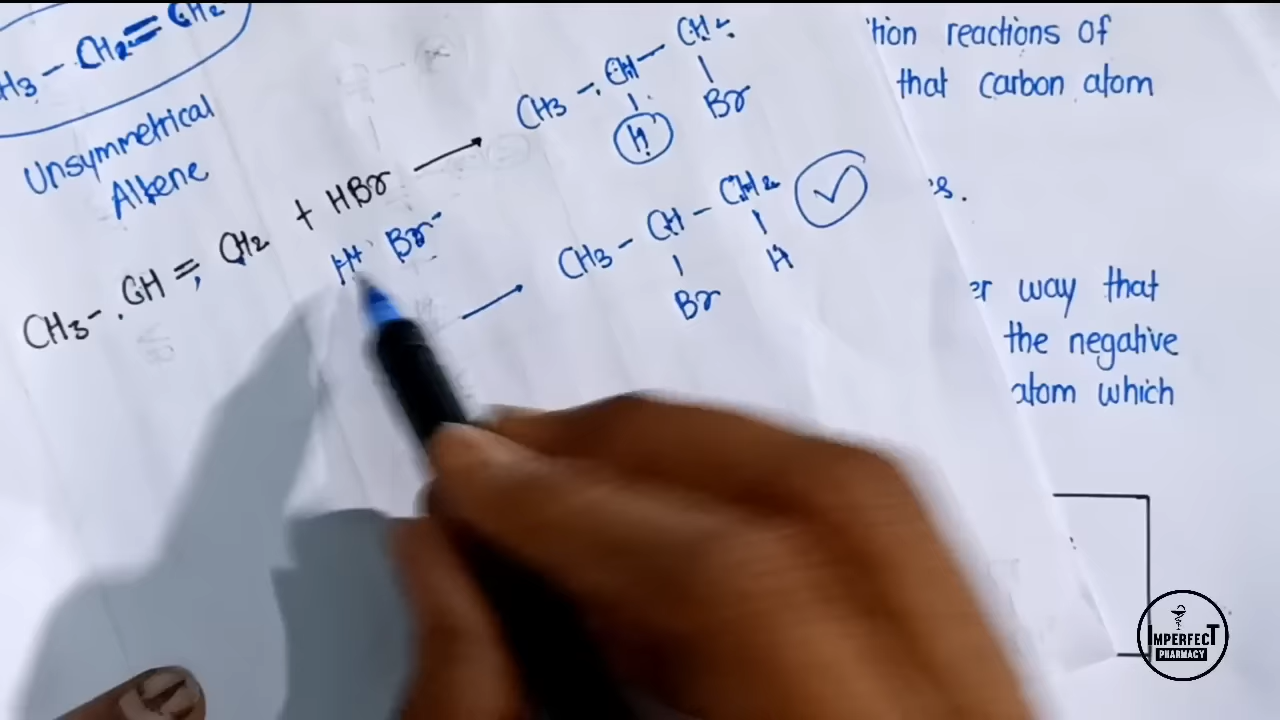 H3 - CH2 = CH2
Unsymmetrical
Alkene
CH3 - CH = CH2 + HBr
H+ Br-
CH3 - CH - CH2
H Br
CH3 - CH - CH2
Br H
tion reactions of
that carbon atom
's.
er way that
the negative
atom which
IMPERFECT
PHARMACY